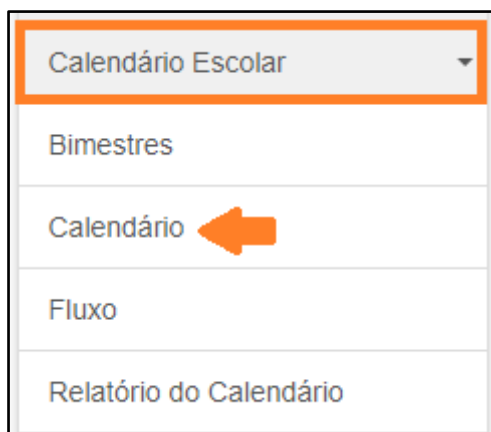 Calendário Escolar
Bimestres
Calendário
Fluxo
Relatório do Calendário